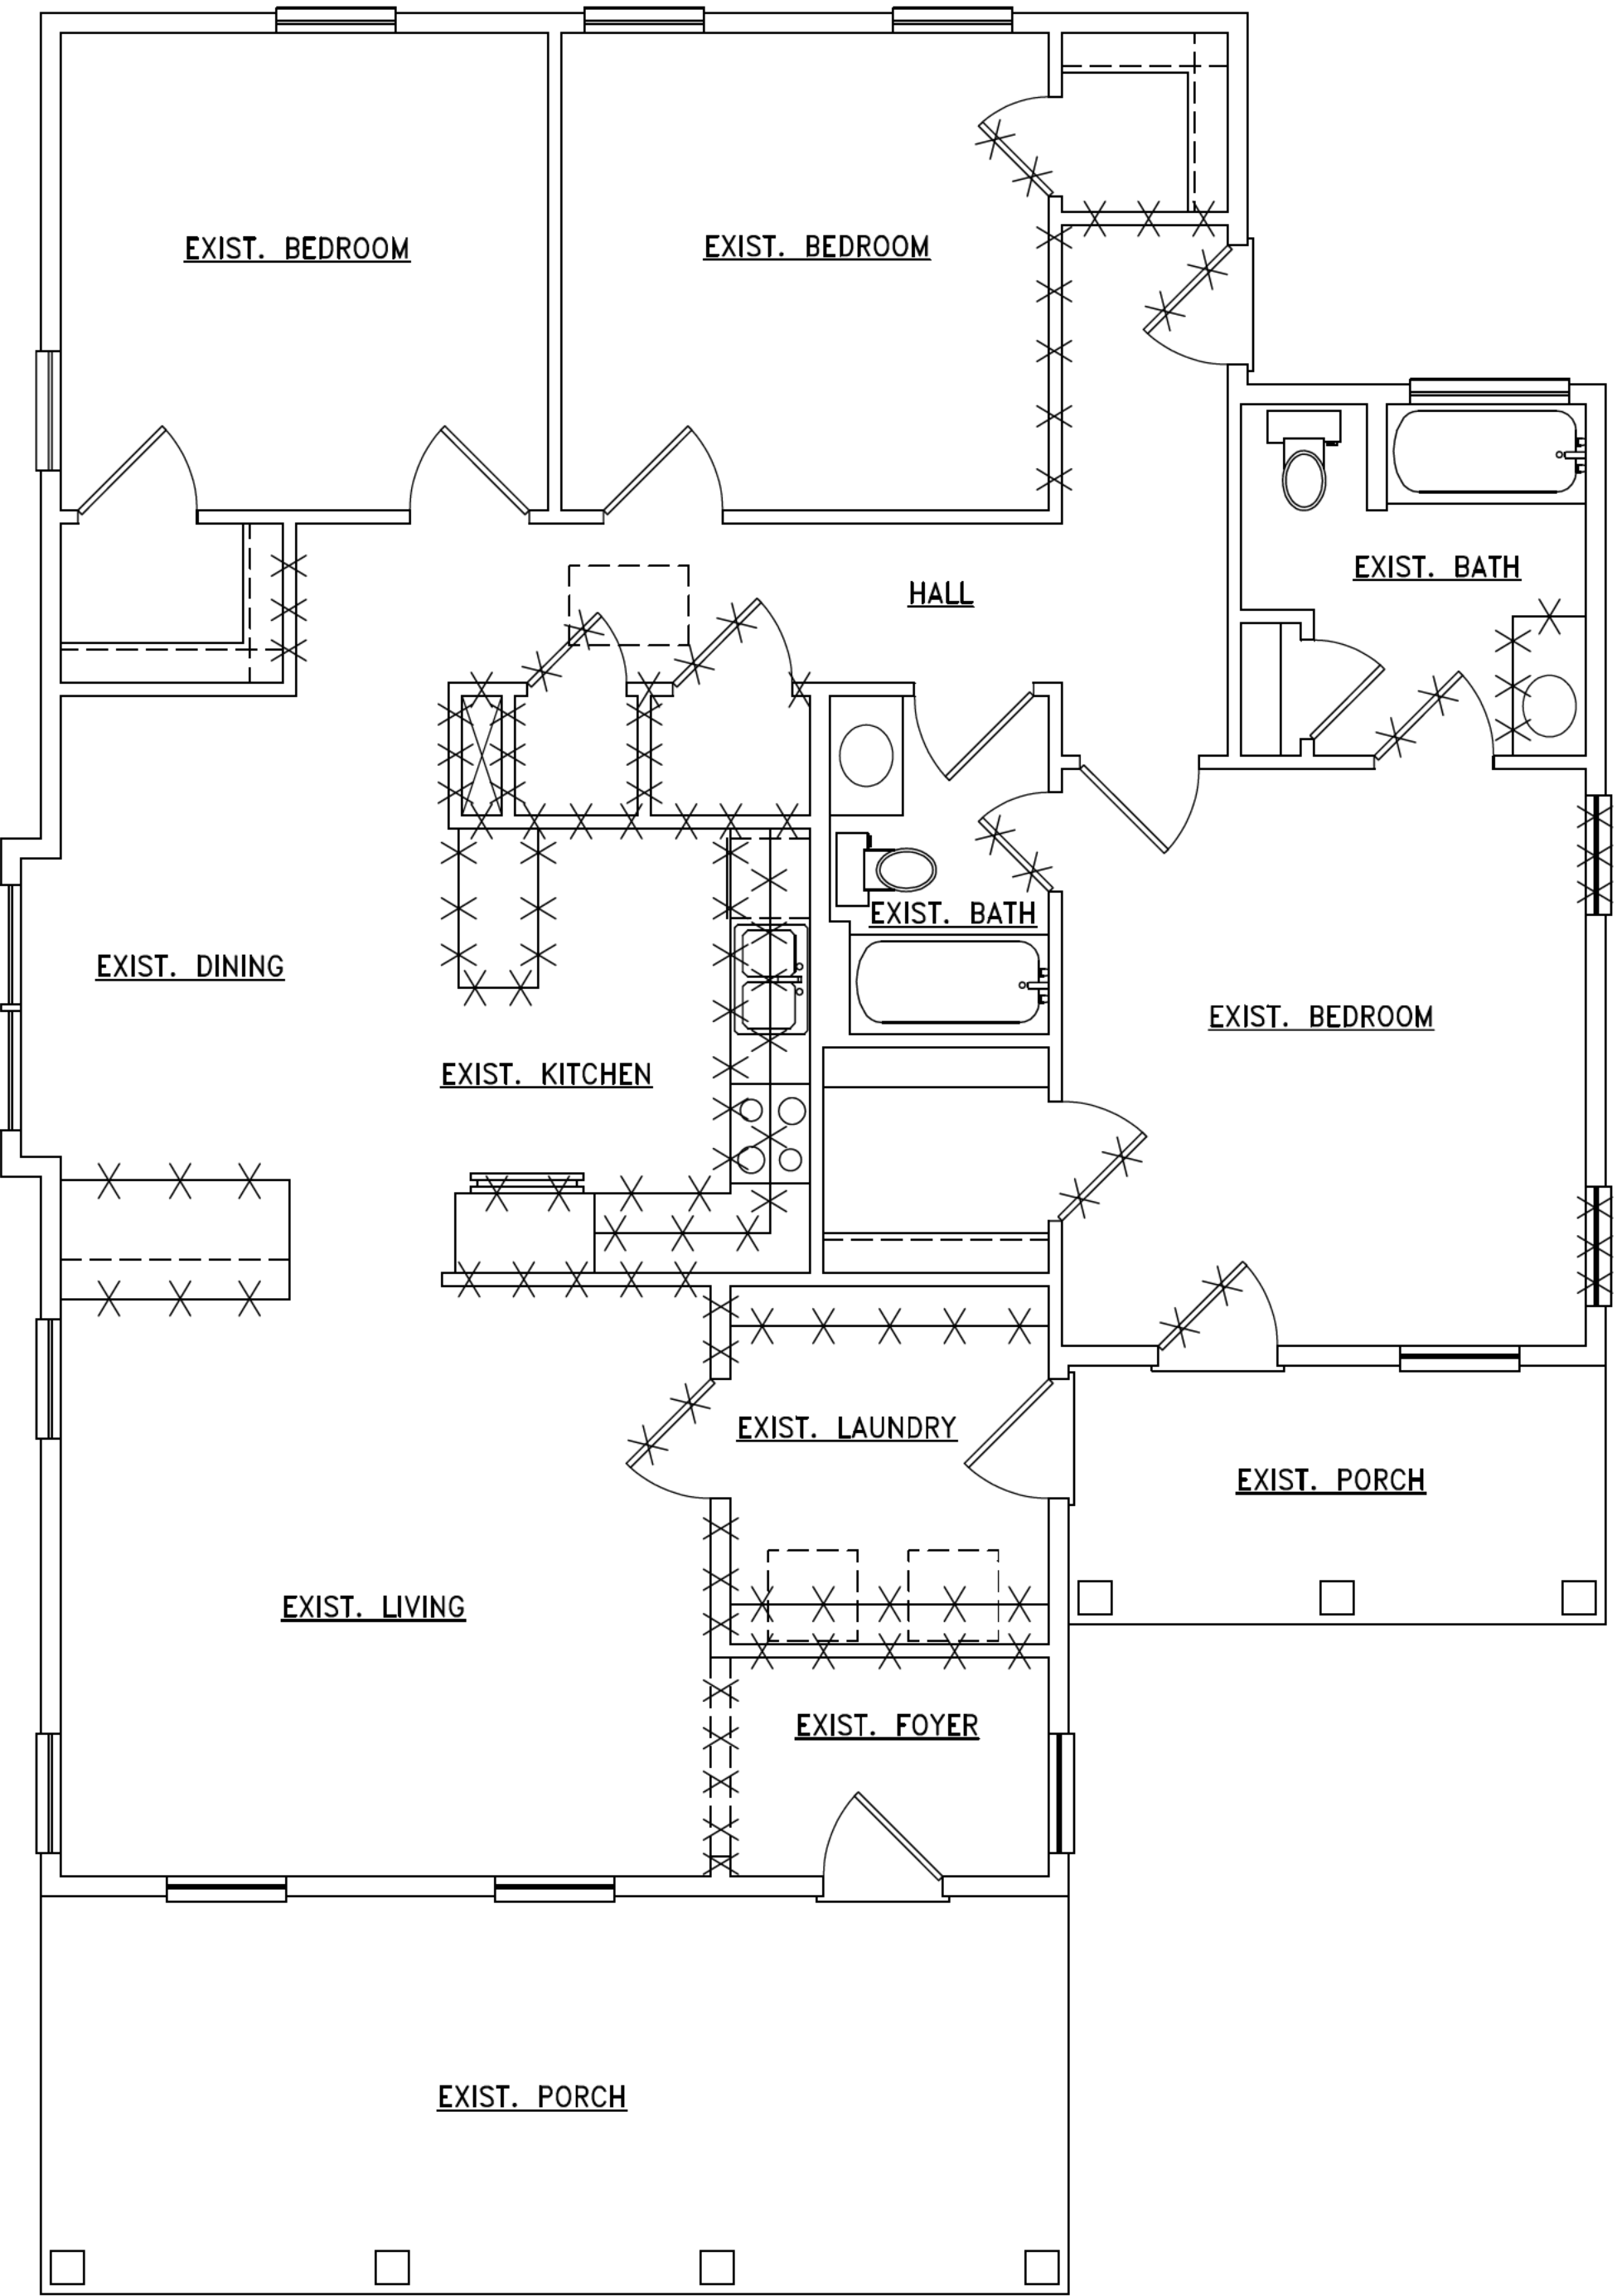 EXIST. BEDROOM
EXIST. BEDROOM
EXIST. BATH
HALL
EXIST. BATH
EXIST. DINING
EXIST. BEDROOM
EXIST. KITCHEN
EXIST. LAUNDRY
EXIST. PORCH
EXIST. LIVING
EXIST. FOYER
EXIST. PORCH